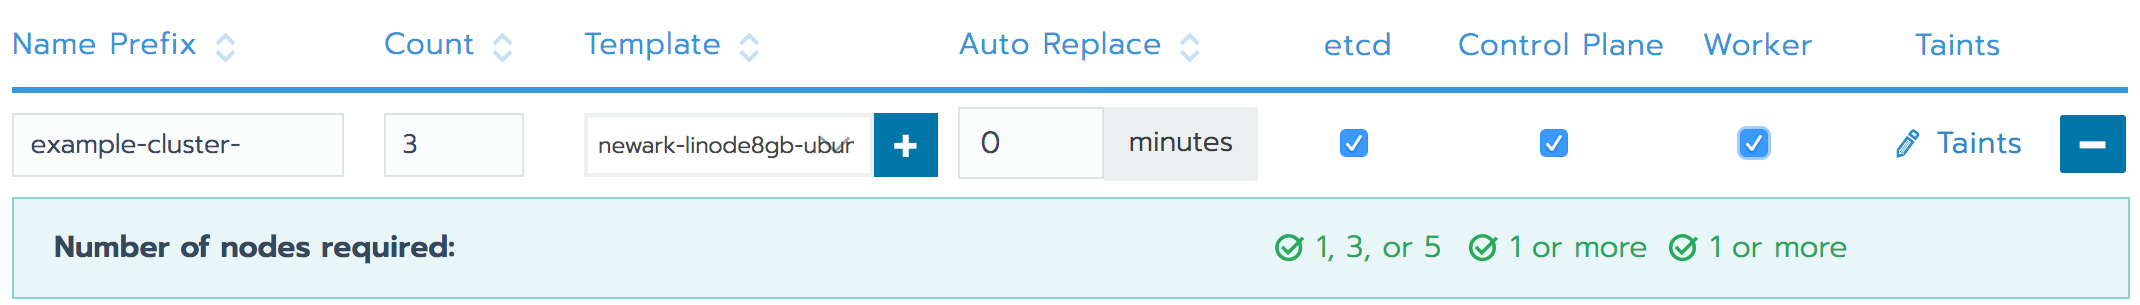 Name Prefix Count Template Auto Replace etcd Control Plane Worker Taints
example-cluster- 3 newark-linode8gb-ubur + 0 minutes Taints
Number of nodes required: 1, 3, or 5 1 or more 1 or more